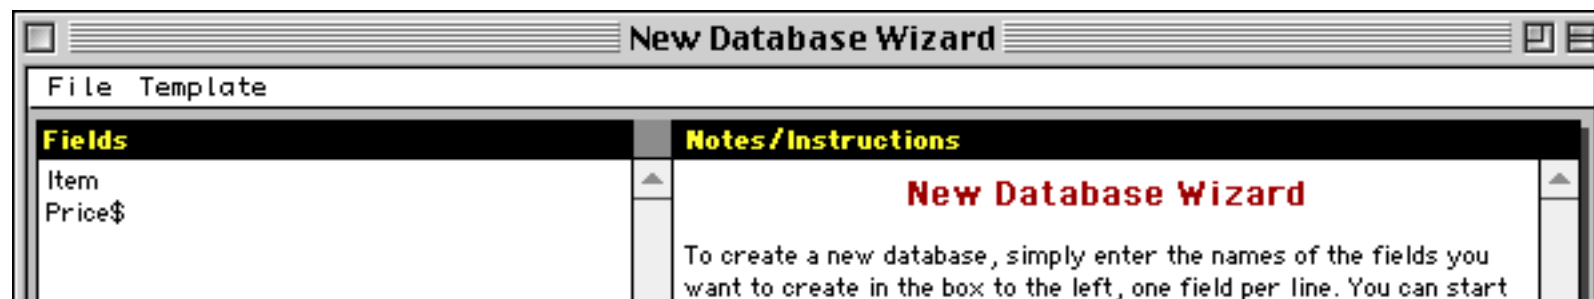 New Database Wizard
File Template
Fields
Notes/Instructions
Item
Price$
New Database Wizard
To create a new database, simply enter the names of the fields you
want to create in the box to the left, one field per line. You can start